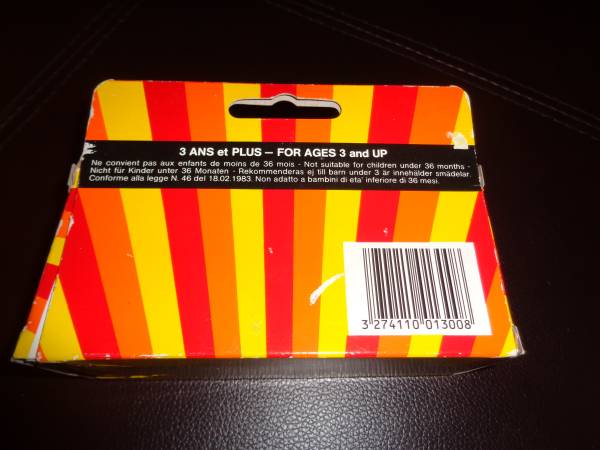 3 ANS et PLUS — FOR AGES 3 and UP
Ne convient pas aux enfants de moins de 36 mois - Not suitable for children under 36 months -
Nicht für Kinder unter 36 Monaten - Rekommenderas ej till barn under 3 år innehåller smådelar.
Conforme alla legge N. 46 del 18.02.1983. Non adatto a bambini di eta' inferiore di 36 mesi.
3 274110 013008